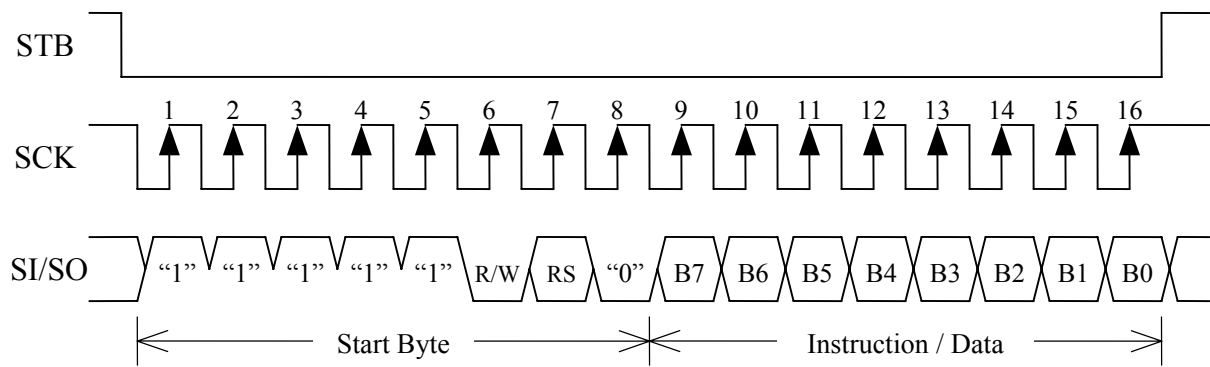 STB
1 2 3 4 5 6 7 8 9 10 11 12 13 14 15 16
SCK
SI/SO “1” “1” “1” “1” “1” R/W RS “0” B7 B6 B5 B4 B3 B2 B1 B0
Start Byte Instruction / Data